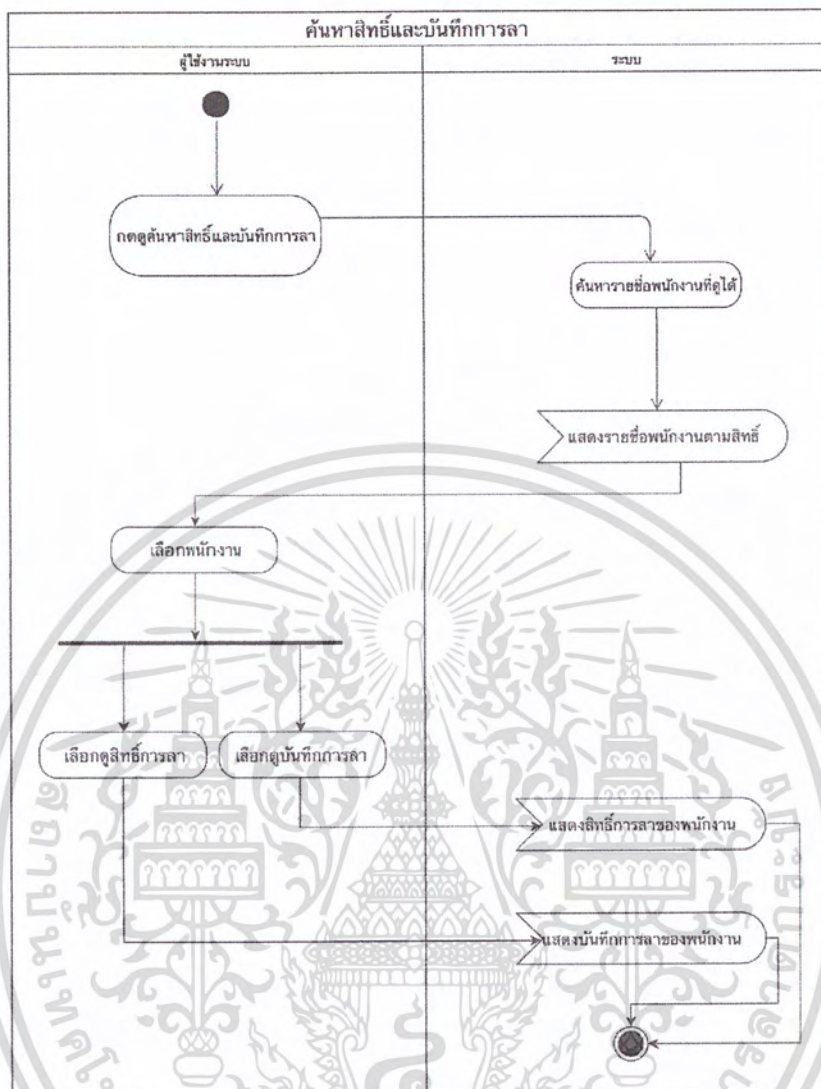 ค้นหาสิทธิ์และบันทึกการลา
ผู้ใช้งานระบบ
ระบบ
กดดูค้นหาสิทธิ์และบันทึกการลา
ค้นหารายชื่อพนักงานที่ดูได้
แสดงรายชื่อพนักงานตามสิทธิ์
เลือกพนักงาน
เลือกดูสิทธิ์การลา
เลือกดูบันทึกการลา
แสดงสิทธิ์การลาของพนักงาน
แสดงบันทึกการลาของพนักงาน